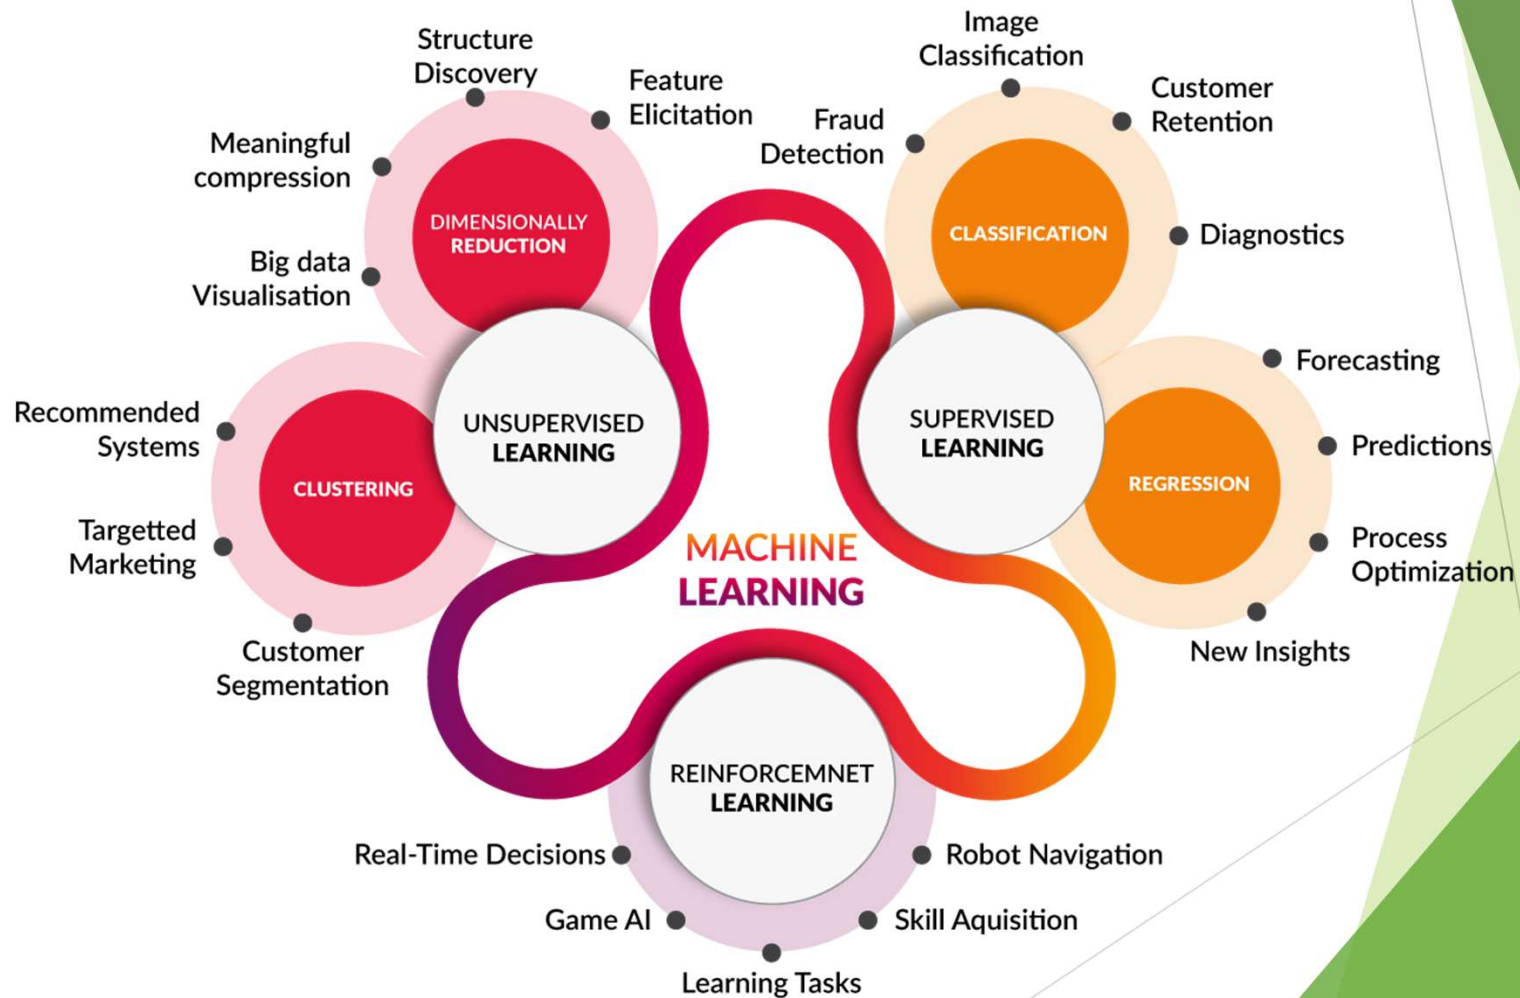 Structure
Discovery
Feature
Elicitation
Meaningful
compression
Big data
Visualisation
DIMENSIONALLY
REDUCTION
Recommended
Systems
Targetted
Marketing
Customer
Segmentation
CLUSTERING
UNSUPERVISED
LEARNING
Image
Classification
Customer
Retention
Fraud
Detection
Diagnostics
CLASSIFICATION
SUPERVISED
LEARNING
Forecasting
Predictions
Process
Optimization
New Insights
REGRESSION
MACHINE
LEARNING
REINFORCEMNET
LEARNING
Real-Time Decisions
Game AI
Learning Tasks
Skill Aquisition
Robot Navigation